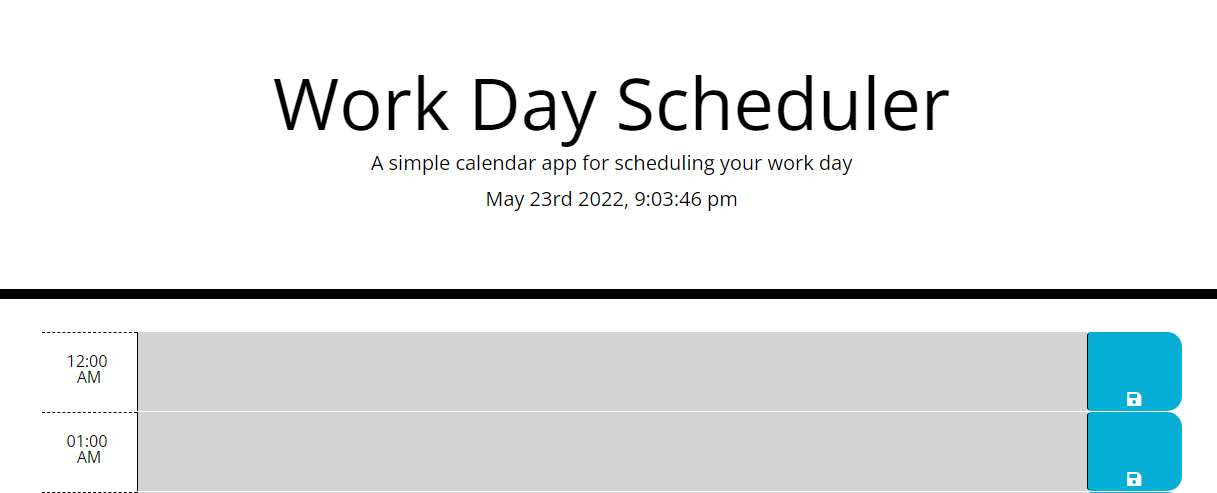 Work Day Scheduler
A simple calendar app for scheduling your work day
May 23rd 2022, 9:03:46 pm
12:00
AM
01:00
AM